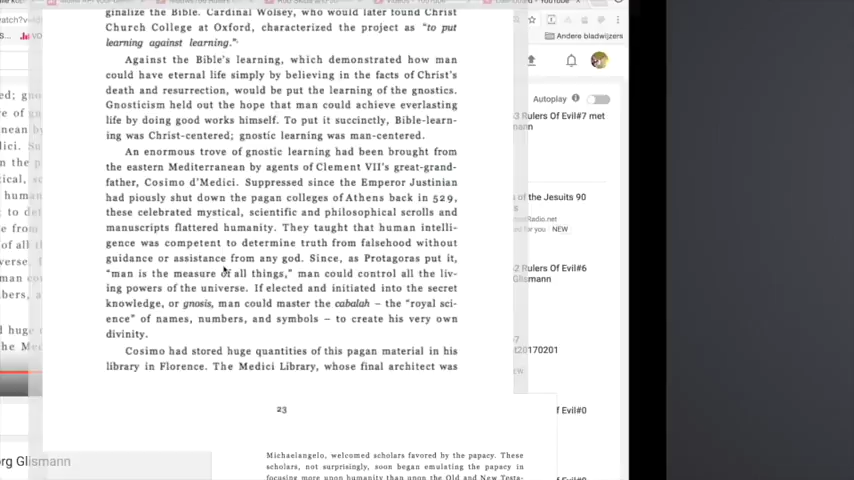 ginalize the Bible. Cardinal Wolsey, who would later found Christ
Church College at Oxford, characterized the project as "to put
learning against learning."
Against the Bible's learning, which demonstrated how man
could have eternal life simply by believing in the facts of Christ's
death and resurrection, would be put the learning of the gnostics.
Gnosticism held out the hope that man could achieve everlasting
life by doing good works himself. To put it succinctly, Bible-learn-
ing was Christ-centered; gnostic learning was man-centered.
An enormous trove of gnostic learning had been brought from
the eastern Mediterranean by agents of Clement VII's great-grand-
father, Cosimo d'Medici. Suppressed since the Emperor Justinian
had piously shut down the pagan colleges of Athens back in 529,
these celebrated mystical, scientific and philosophical scrolls and
manuscripts flattered humanity. They taught that human intelli-
gence was competent to determine truth from falsehood without
guidance or assistance from any god. Since, as Protagoras put it,
"man is the measure of all things," man could control all the liv-
ing powers of the universe. If elected and initiated into the secret
knowledge, or gnosis, man could master the cabalah – the "royal sci-
ence" of names, numbers, and symbols – to create his very own
divinity.
Cosimo had stored huge quantities of this pagan material in his
library in Florence. The Medici Library, whose final architect was
23
Michaelangelo, welcomed scholars favored by the papacy. These
scholars, not surprisingly, soon began emulating the papacy in
focusing more upon humanity than upon the Old and New Testa-
Andere bladwijzers
Autoplay
3 Rulers Of Evil#7 met
mann
s of the Jesuits 90
sRadio.net
ed for you NEW
2 Rulers Of Evil#6
Glismann
t20170201
f Evil#0
org Glismann